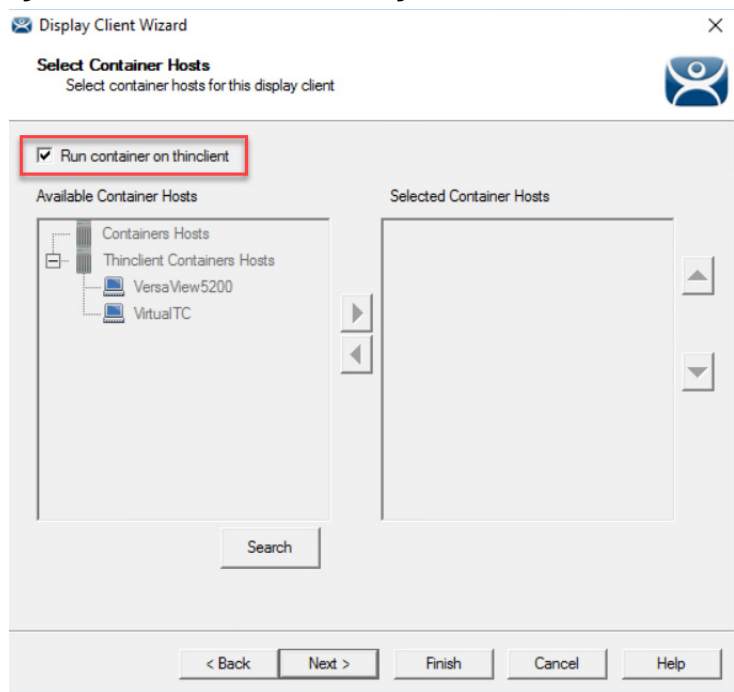 Display Client Wizard
Select Container Hosts
Select container hosts for this display client
Run container on thinclient
Available Container Hosts
Selected Container Hosts
Containers Hosts
Thinclient Containers Hosts
VersaView5200
VirtualTC
Search
< Back
Next >
Finish
Cancel
Help